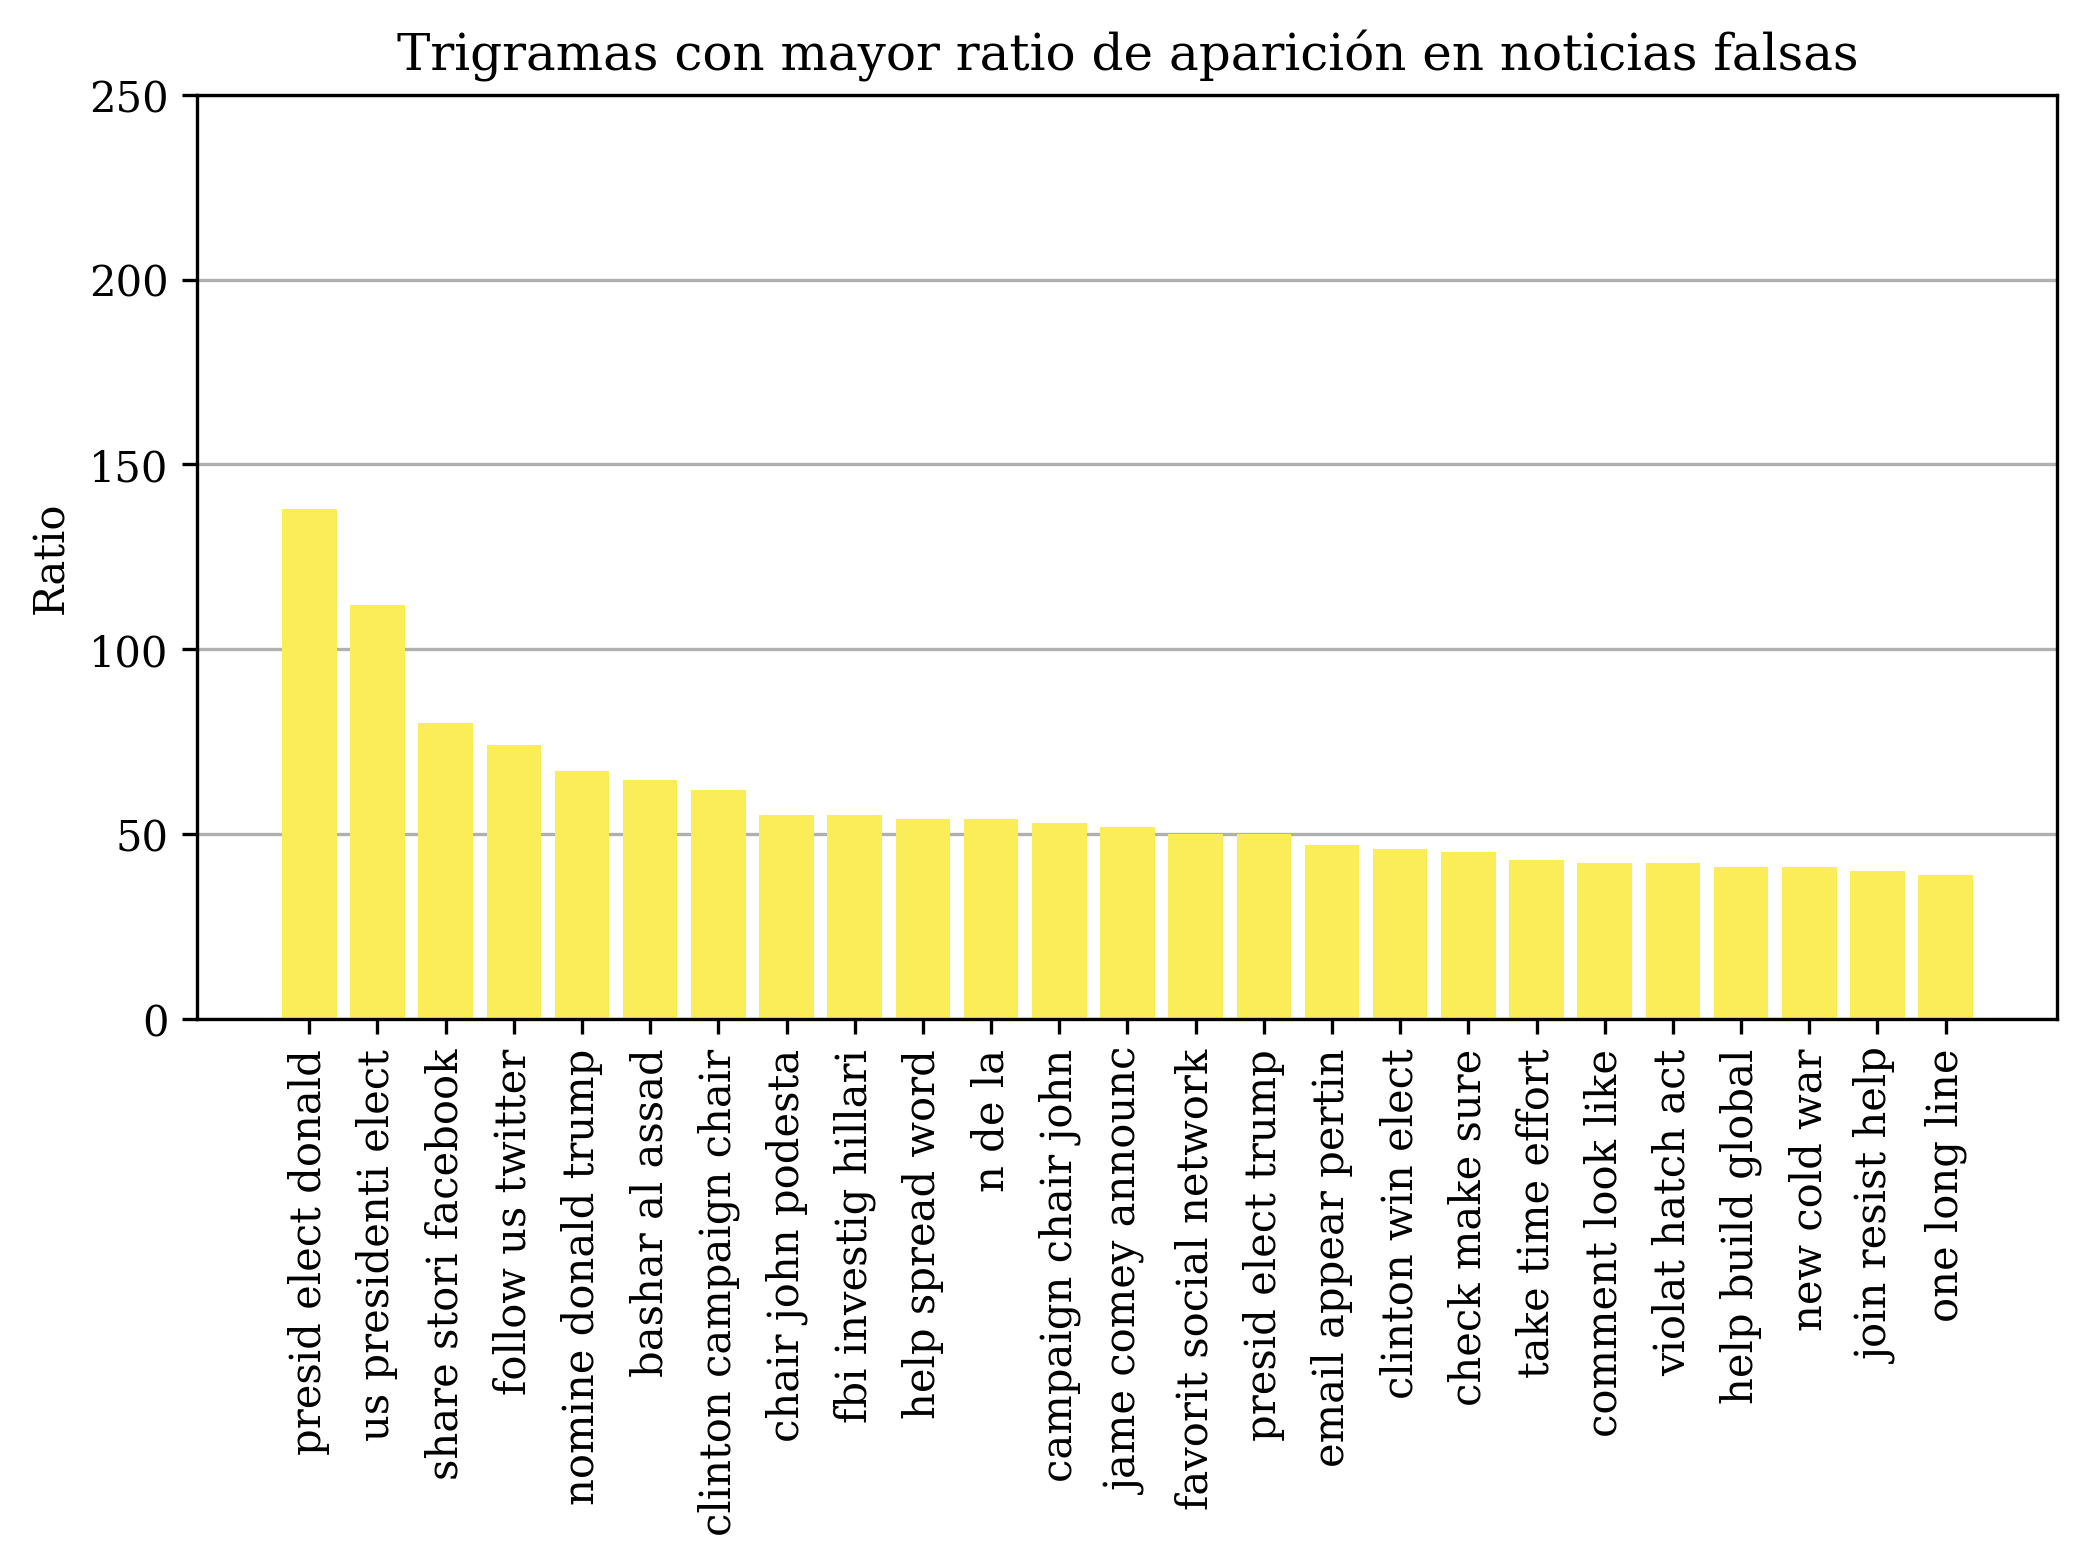 Trigramas con mayor ratio de aparición en noticias falsas
250
200
150
100
50
0
Ratio
presid elect donald
us presidenti elect
share stori facebook
follow us twitter
nomine donald trump
bashar al assad
clinton campaign chair
chair john podesta
fbi investig hillari
help spread word
n de la
campaign chair john
jame comey announc
favorit social network
presid elect trump
email appear pertin
clinton win elect
check make sure
take time effort
comment look like
violat hatch act
help build global
new cold war
join resist help
one long line